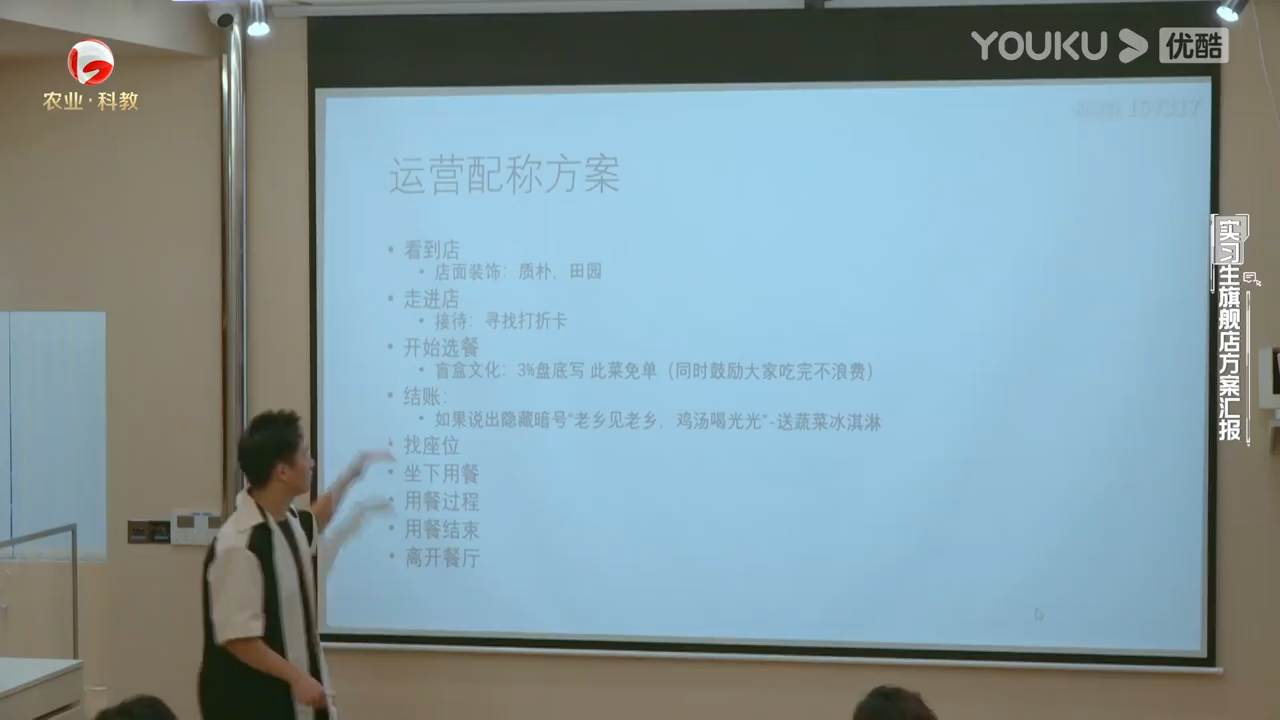 YOUKU 优酷
农业·科教
运营配称方案
• 看到店
• 店面装饰：质朴、田园
• 走进店
• 接待：寻找打折卡
• 开始选餐
• 盲盒文化：3%盘底写 此菜免单（同时鼓励大家吃完不浪费）
• 结账：
• 如果说出隐藏暗号“老乡见老乡，鸡汤喝光光”-送蔬菜冰淇淋
• 找座位
• 坐下用餐
• 用餐过程
• 用餐结束
• 离开餐厅
实习生旗舰店方案汇报